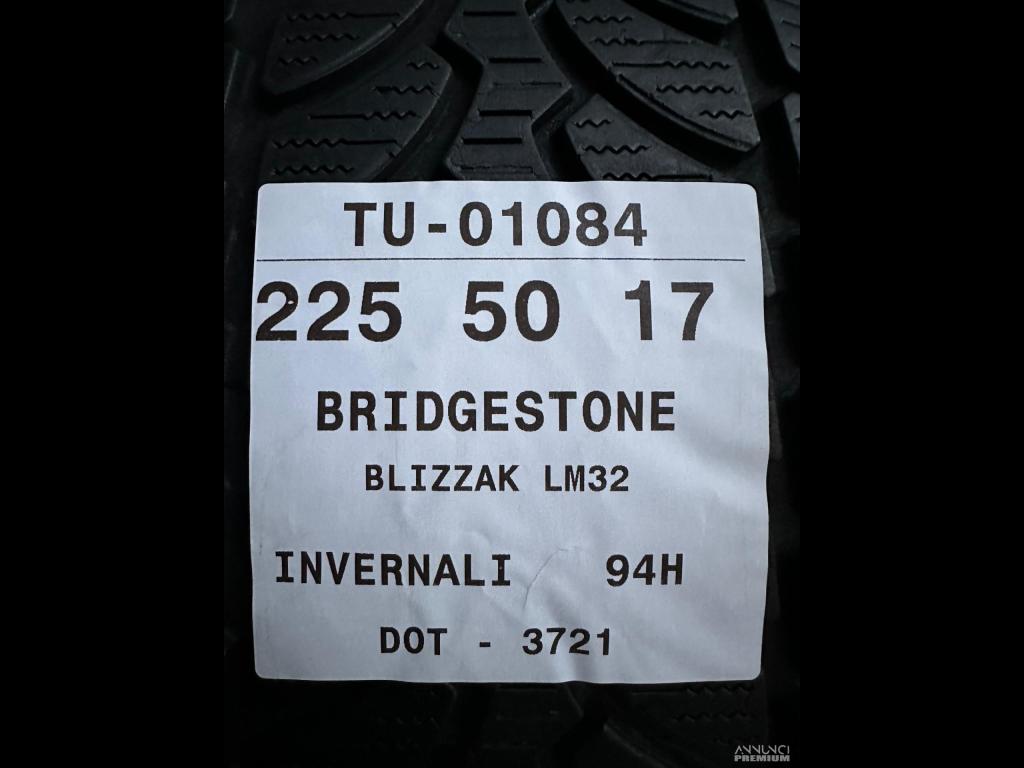 TU-01084
225 50 17
BRIDGESTONE
BLIZZAK LM32
INVERNALI 94H
DOT - 3721
ANNUNCI
PREMIUM